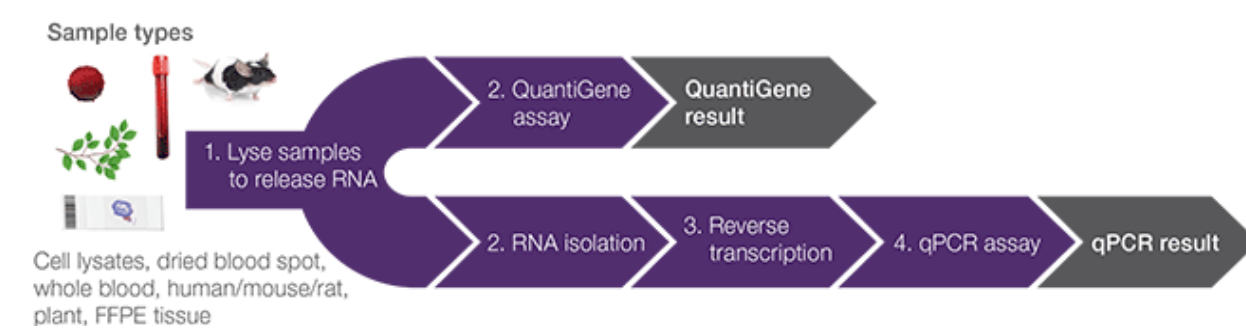 Sample types
1. Lyse samples
to release RNA
2. QuantiGene
assay
QuantiGene
result
2. RNA isolation
3. Reverse
transcription
4. qPCR assay
qPCR result
Cell lysates, dried blood spot,
whole blood, human/mouse/rat,
plant, FFPE tissue